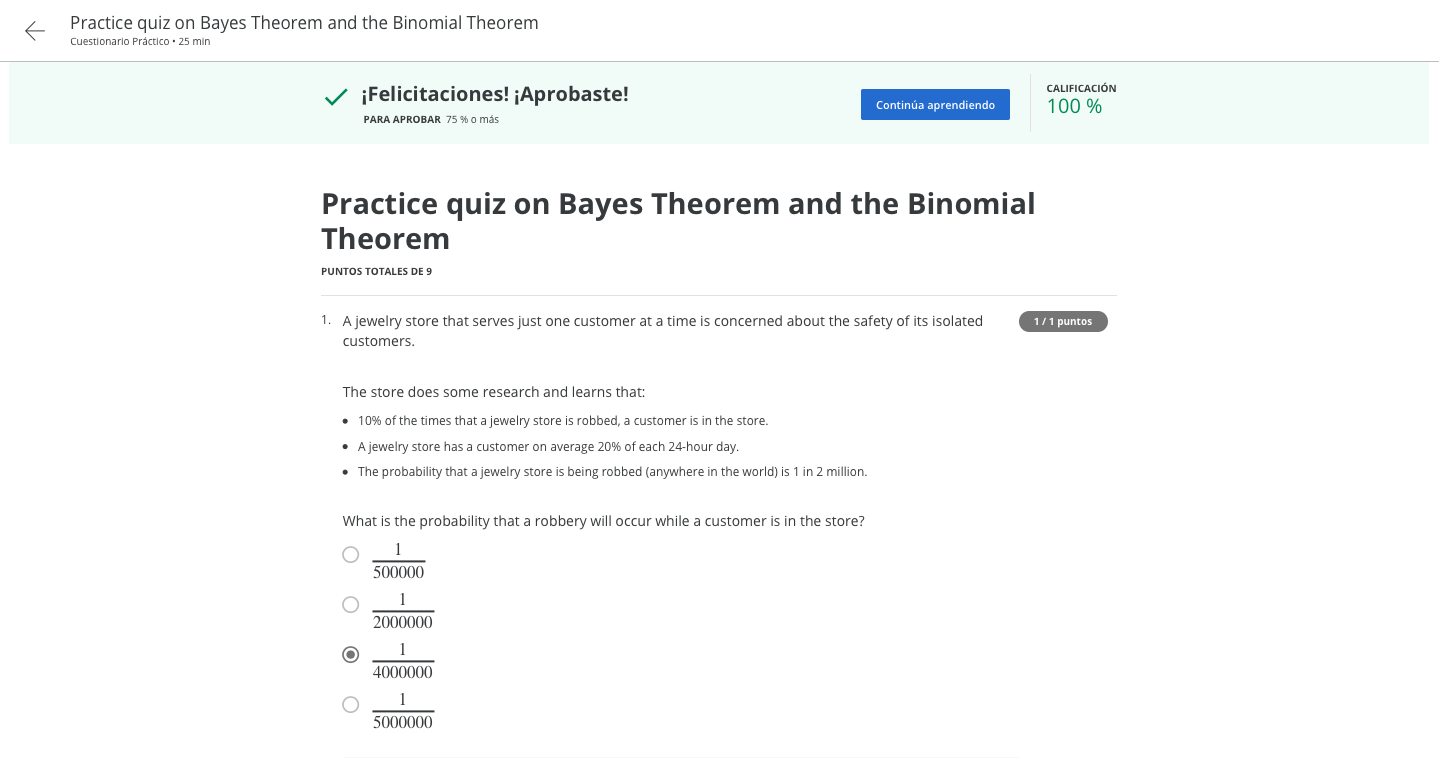 Practice quiz on Bayes Theorem and the Binomial Theorem
Cuestionario Práctico • 25 min
¡Felicitaciones! ¡Aprobaste!
PARA APROBAR 75 % o más
Continúa aprendiendo
CALIFICACIÓN
100 %
Practice quiz on Bayes Theorem and the Binomial
Theorem
PUNTOS TOTALES DE 9
1. A jewelry store that serves just one customer at a time is concerned about the safety of its isolated
customers.
1 / 1 puntos
The store does some research and learns that:
• 10% of the times that a jewelry store is robbed, a customer is in the store.
• A jewelry store has a customer on average 20% of each 24-hour day.
• The probability that a jewelry store is being robbed (anywhere in the world) is 1 in 2 million.
What is the probability that a robbery will occur while a customer is in the store?
1
500000
1
2000000
1
4000000
1
5000000